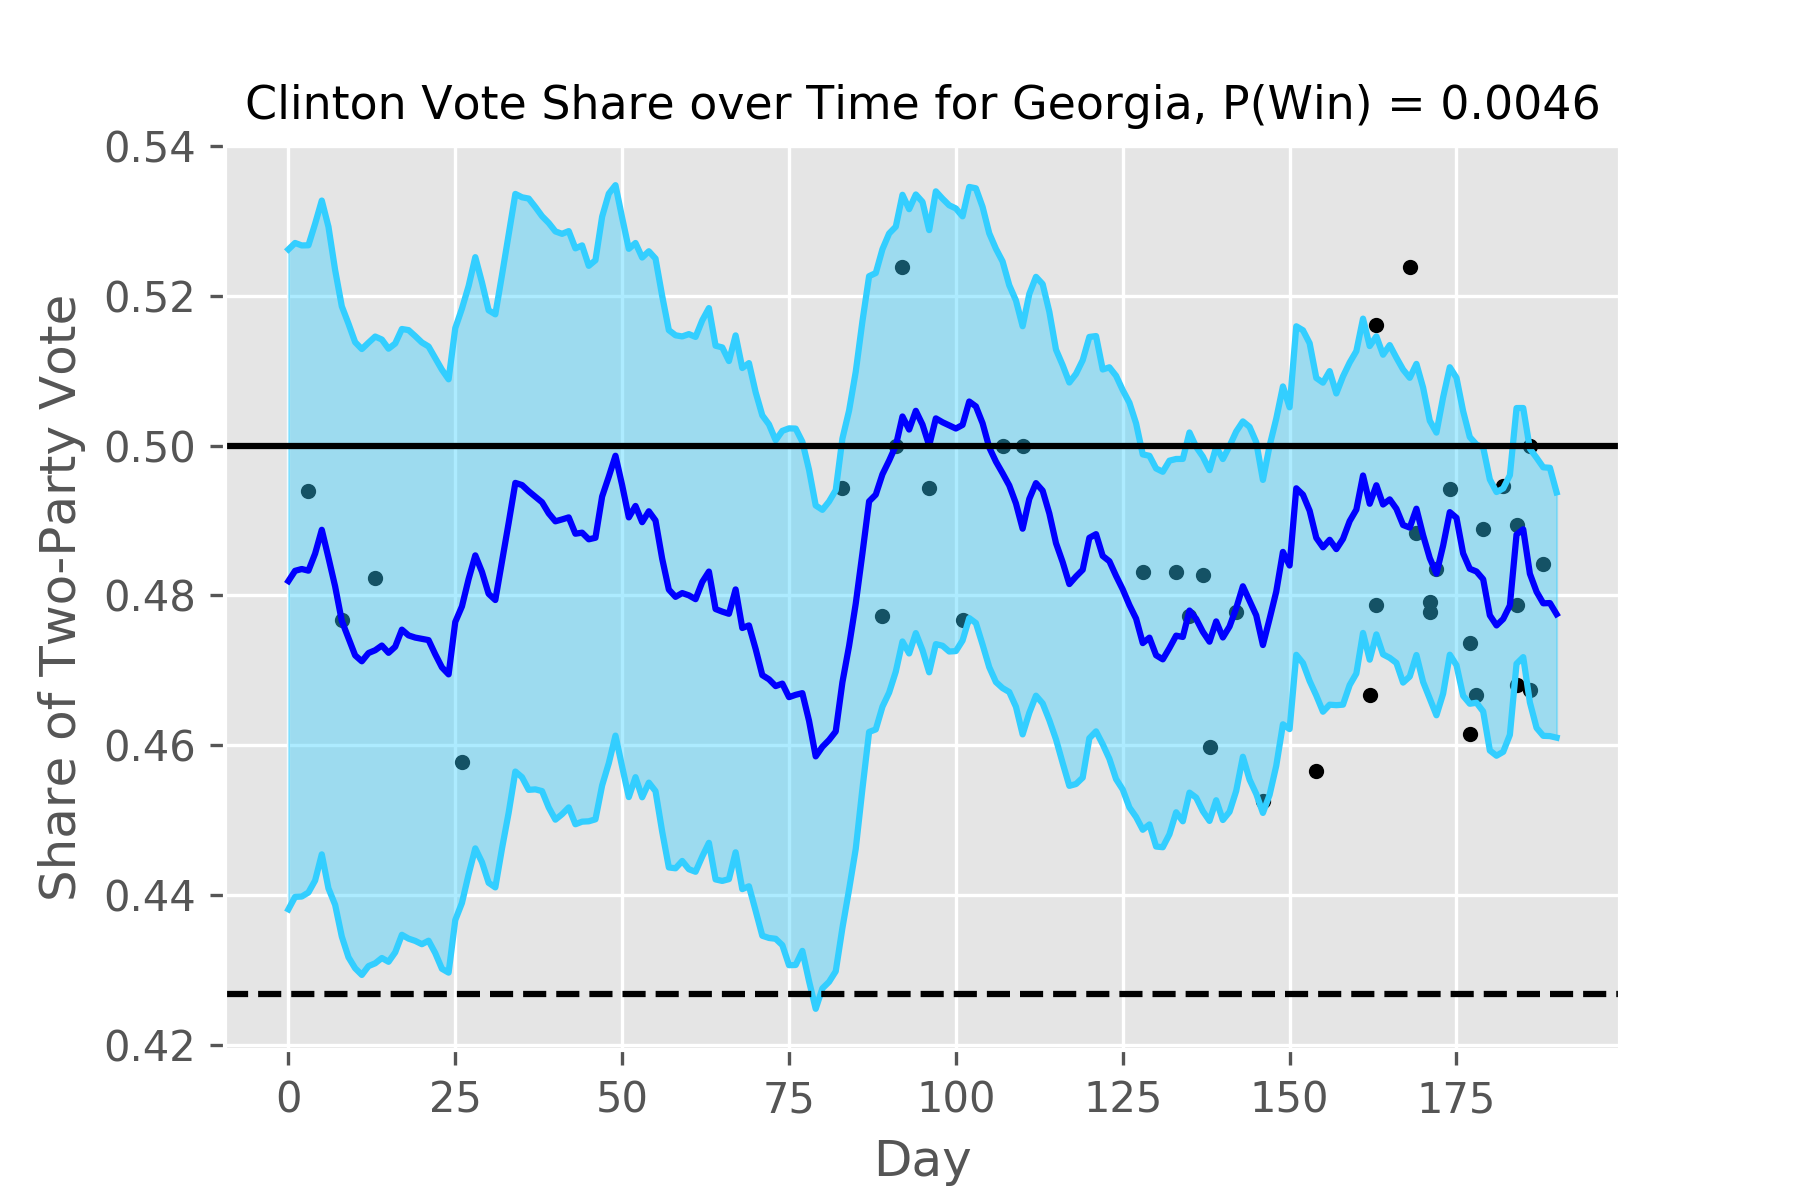 Clinton Vote Share over Time for Georgia, P(Win) = 0.0046
0.54
0.52
0.50
0.48
0.46
0.44
0.42
Share of Two-Party Vote
0 25 50 75 100 125 150 175
Day